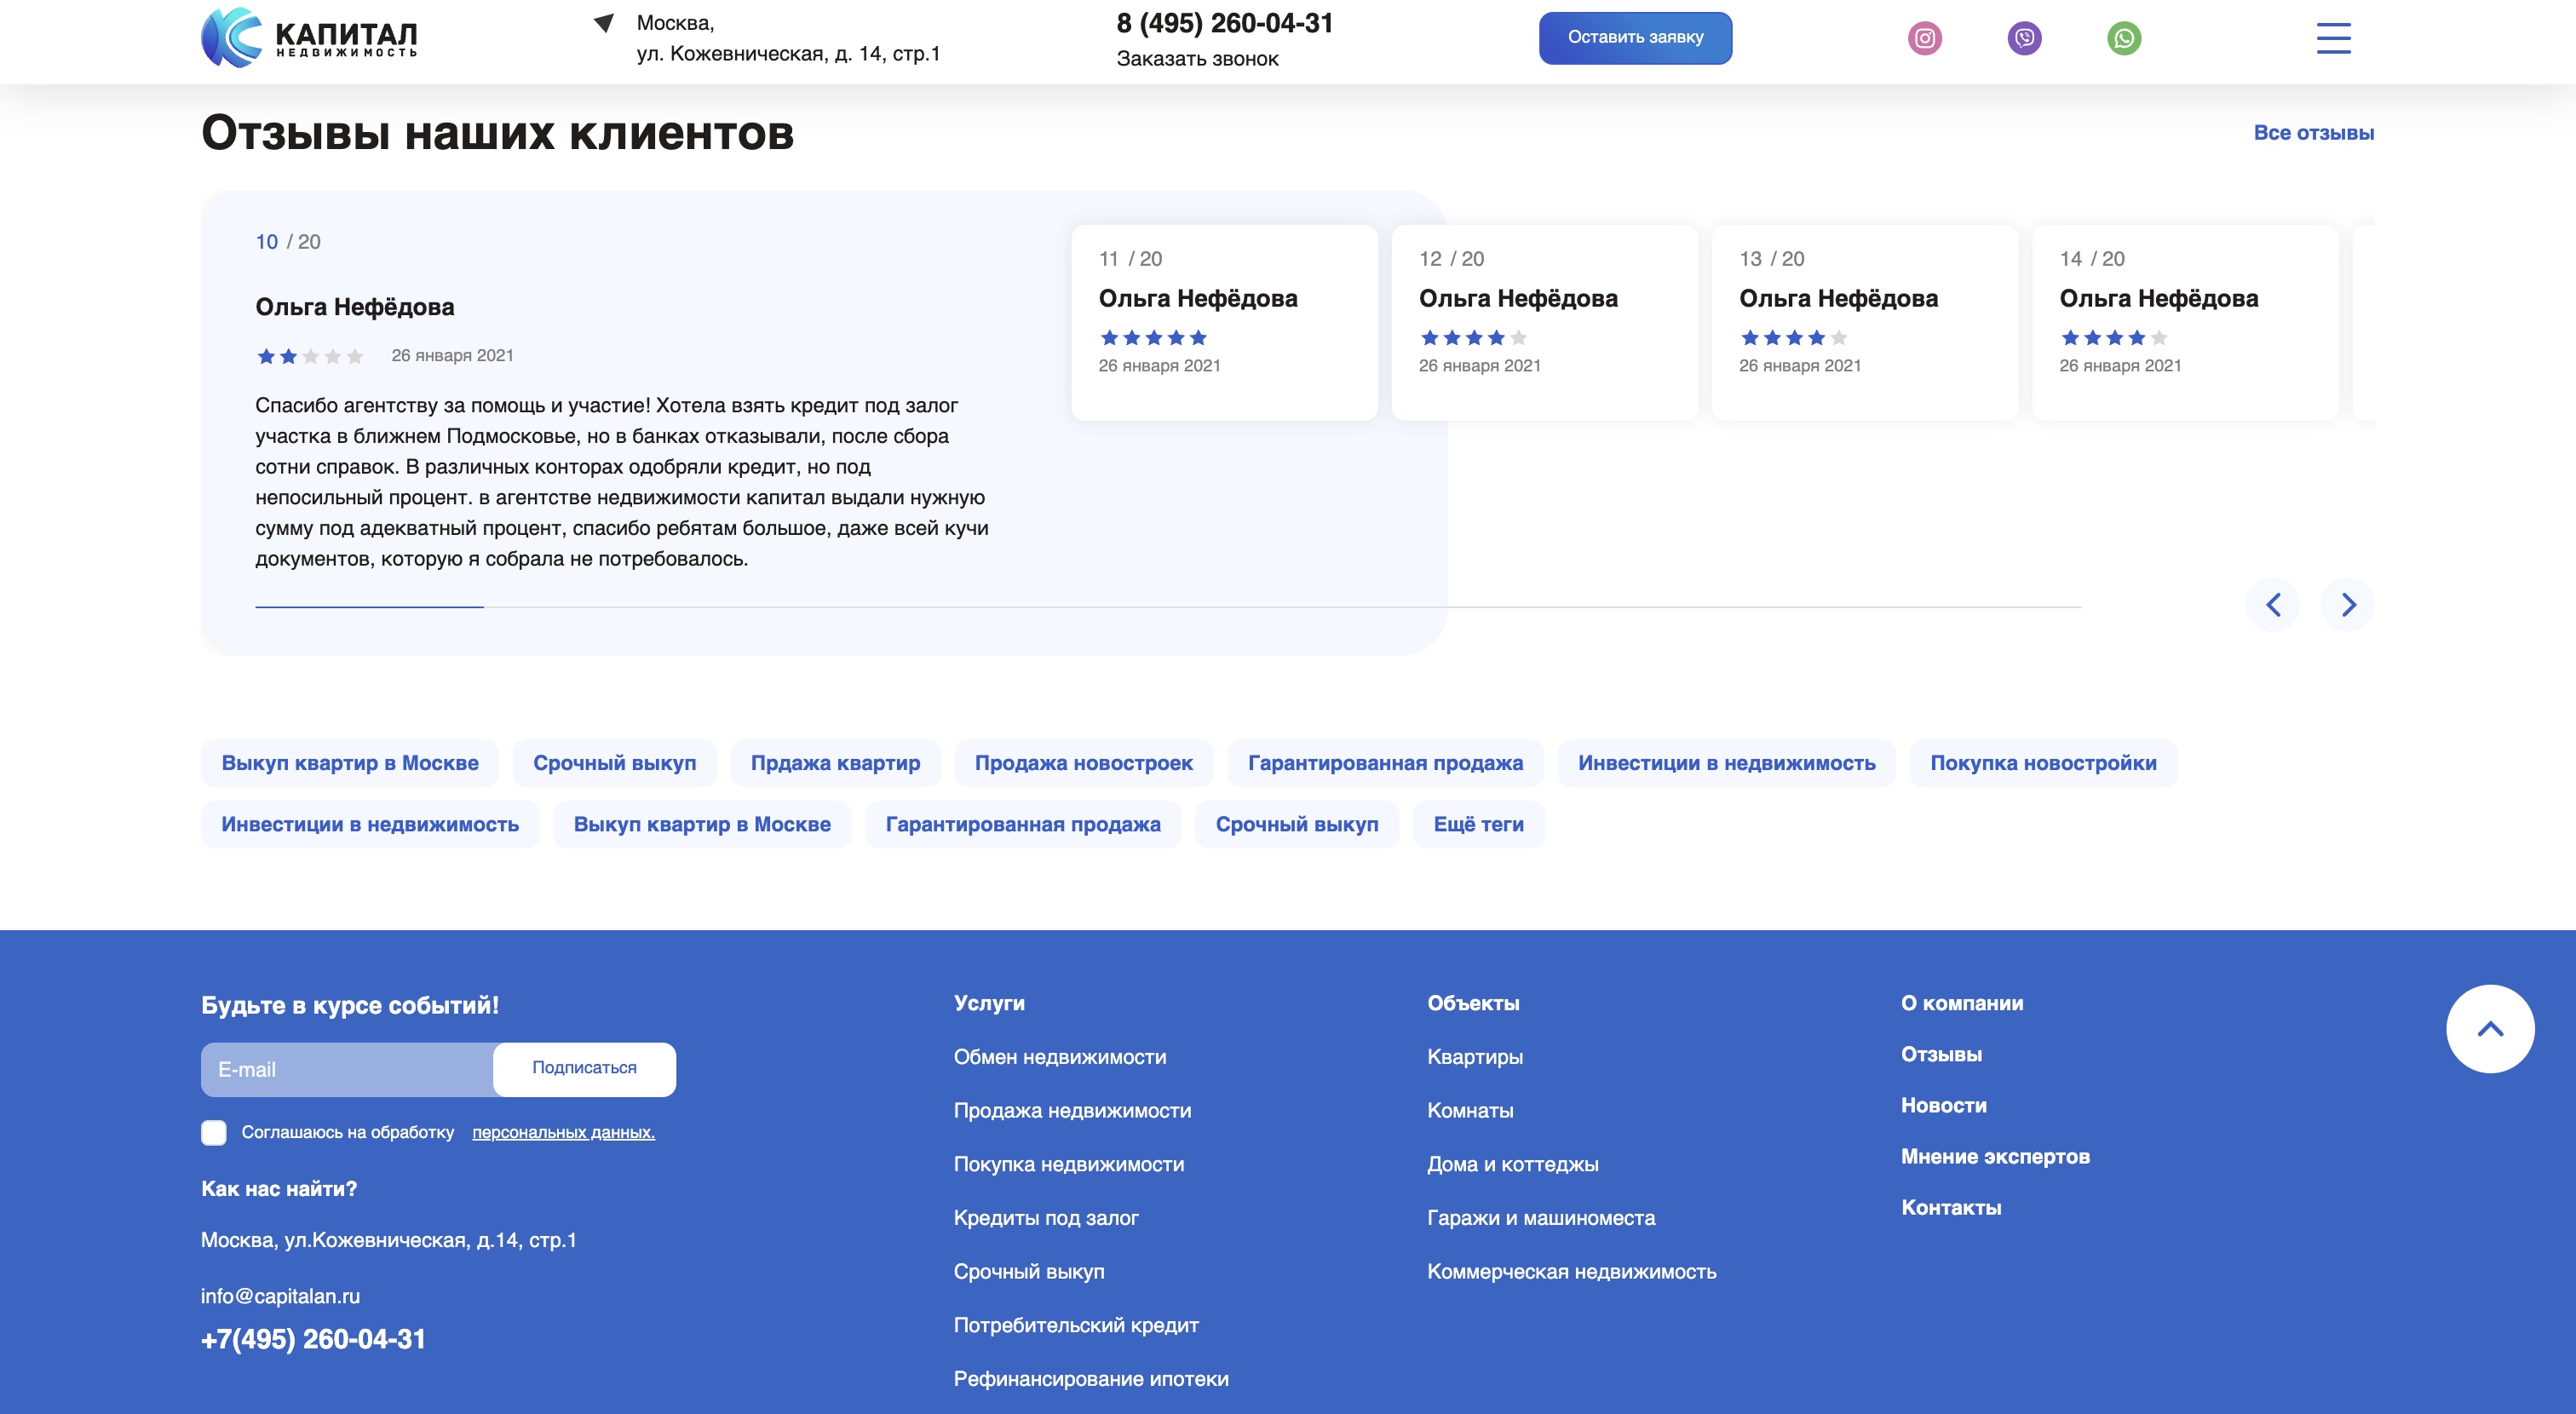 КАПИТАЛ
НЕДВИЖИМОСТЬ
Москва,
ул. Кожевническая, д. 14, стр.1
8 (495) 260-04-31
Заказать звонок
Оставить заявку
Отзывы наших клиентов
Все отзывы
10 / 20
Ольга Нефёдова
26 января 2021
Спасибо агентству за помощь и участие! Хотела взять кредит под залог
участка в ближнем Подмосковье, но в банках отказывали, после сбора
сотни справок. В различных конторах одобряли кредит, но под
непосильный процент. в агентстве недвижимости капитал выдали нужную
сумму под адекватный процент, спасибо ребятам большое, даже всей кучи
документов, которую я собрала не потребовалось.
11 / 20
Ольга Нефёдова
26 января 2021
12 / 20
Ольга Нефёдова
26 января 2021
13 / 20
Ольга Нефёдова
26 января 2021
14 / 20
Ольга Нефёдова
26 января 2021
Выкуп квартир в Москве
Срочный выкуп
Прдажа квартир
Продажа новостроек
Гарантированная продажа
Инвестиции в недвижимость
Покупка новостройки
Инвестиции в недвижимость
Выкуп квартир в Москве
Гарантированная продажа
Срочный выкуп
Ещё теги
Будьте в курсе событий!
E-mail
Подписаться
Соглашаюсь на обработку персональных данных.
Как нас найти?
Москва, ул.Кожевническая, д.14, стр.1
info@capitalan.ru
+7(495) 260-04-31
Услуги
Обмен недвижимости
Продажа недвижимости
Покупка недвижимости
Кредиты под залог
Срочный выкуп
Потребительский кредит
Рефинансирование ипотеки
Объекты
Квартиры
Комнаты
Дома и коттеджы
Гаражи и машиноместа
Коммерческая недвижимость
О компании
Отзывы
Новости
Мнение экспертов
Контакты